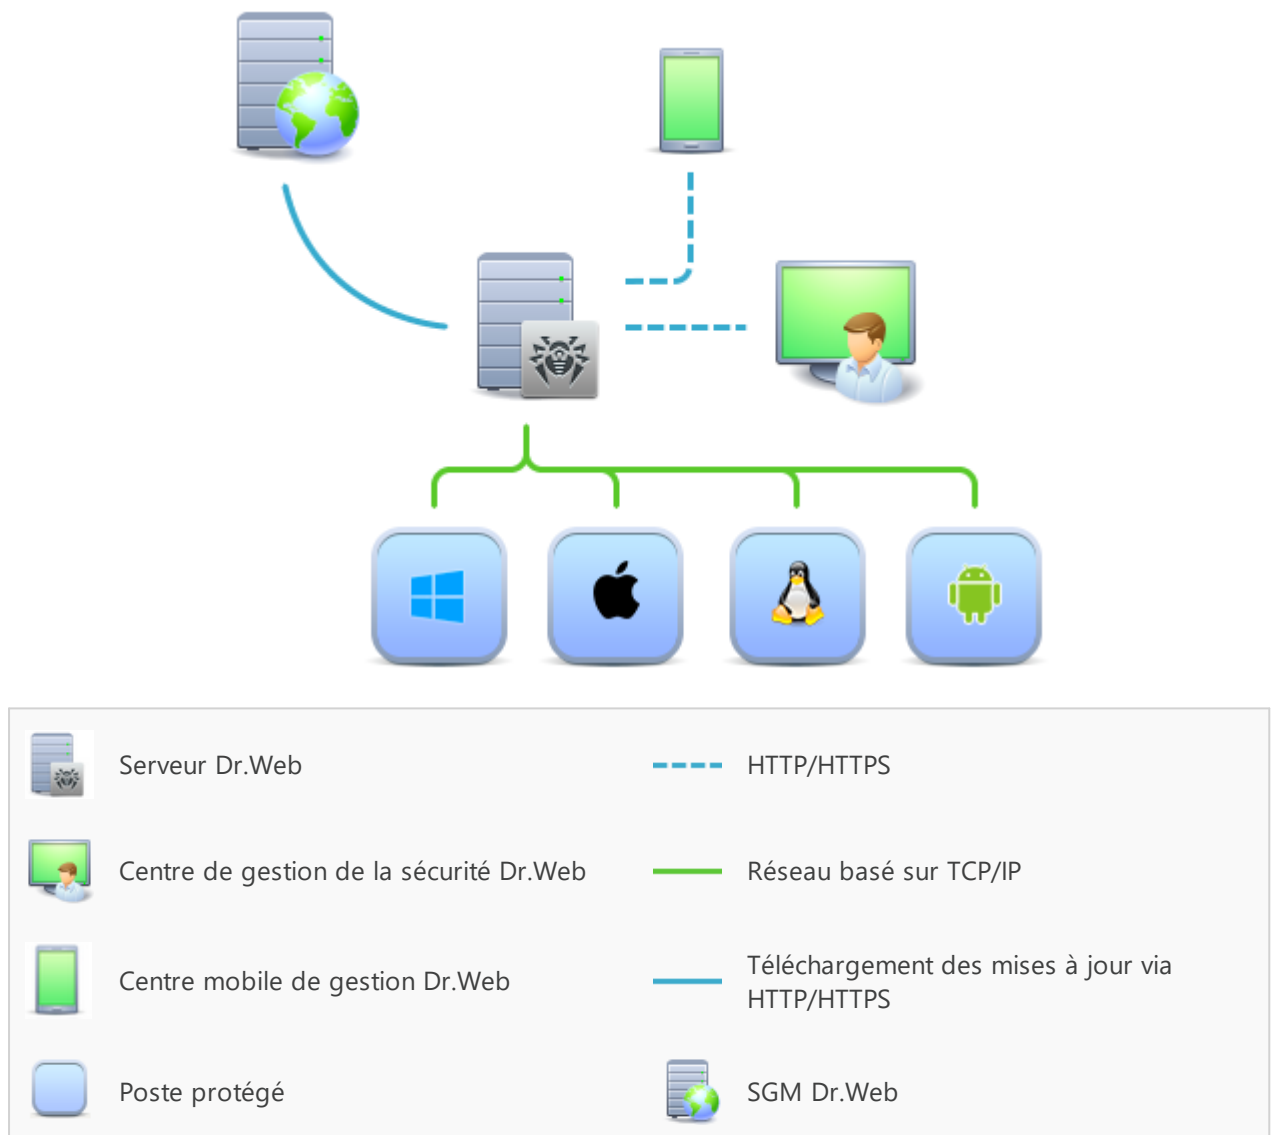 Serveur Dr.Web
HTTP/HTTPS
Centre de gestion de la sécurité Dr.Web
Réseau basé sur TCP/IP
Centre mobile de gestion Dr.Web
Téléchargement des mises à jour via
HTTP/HTTPS
Poste protégé
SGM Dr.Web